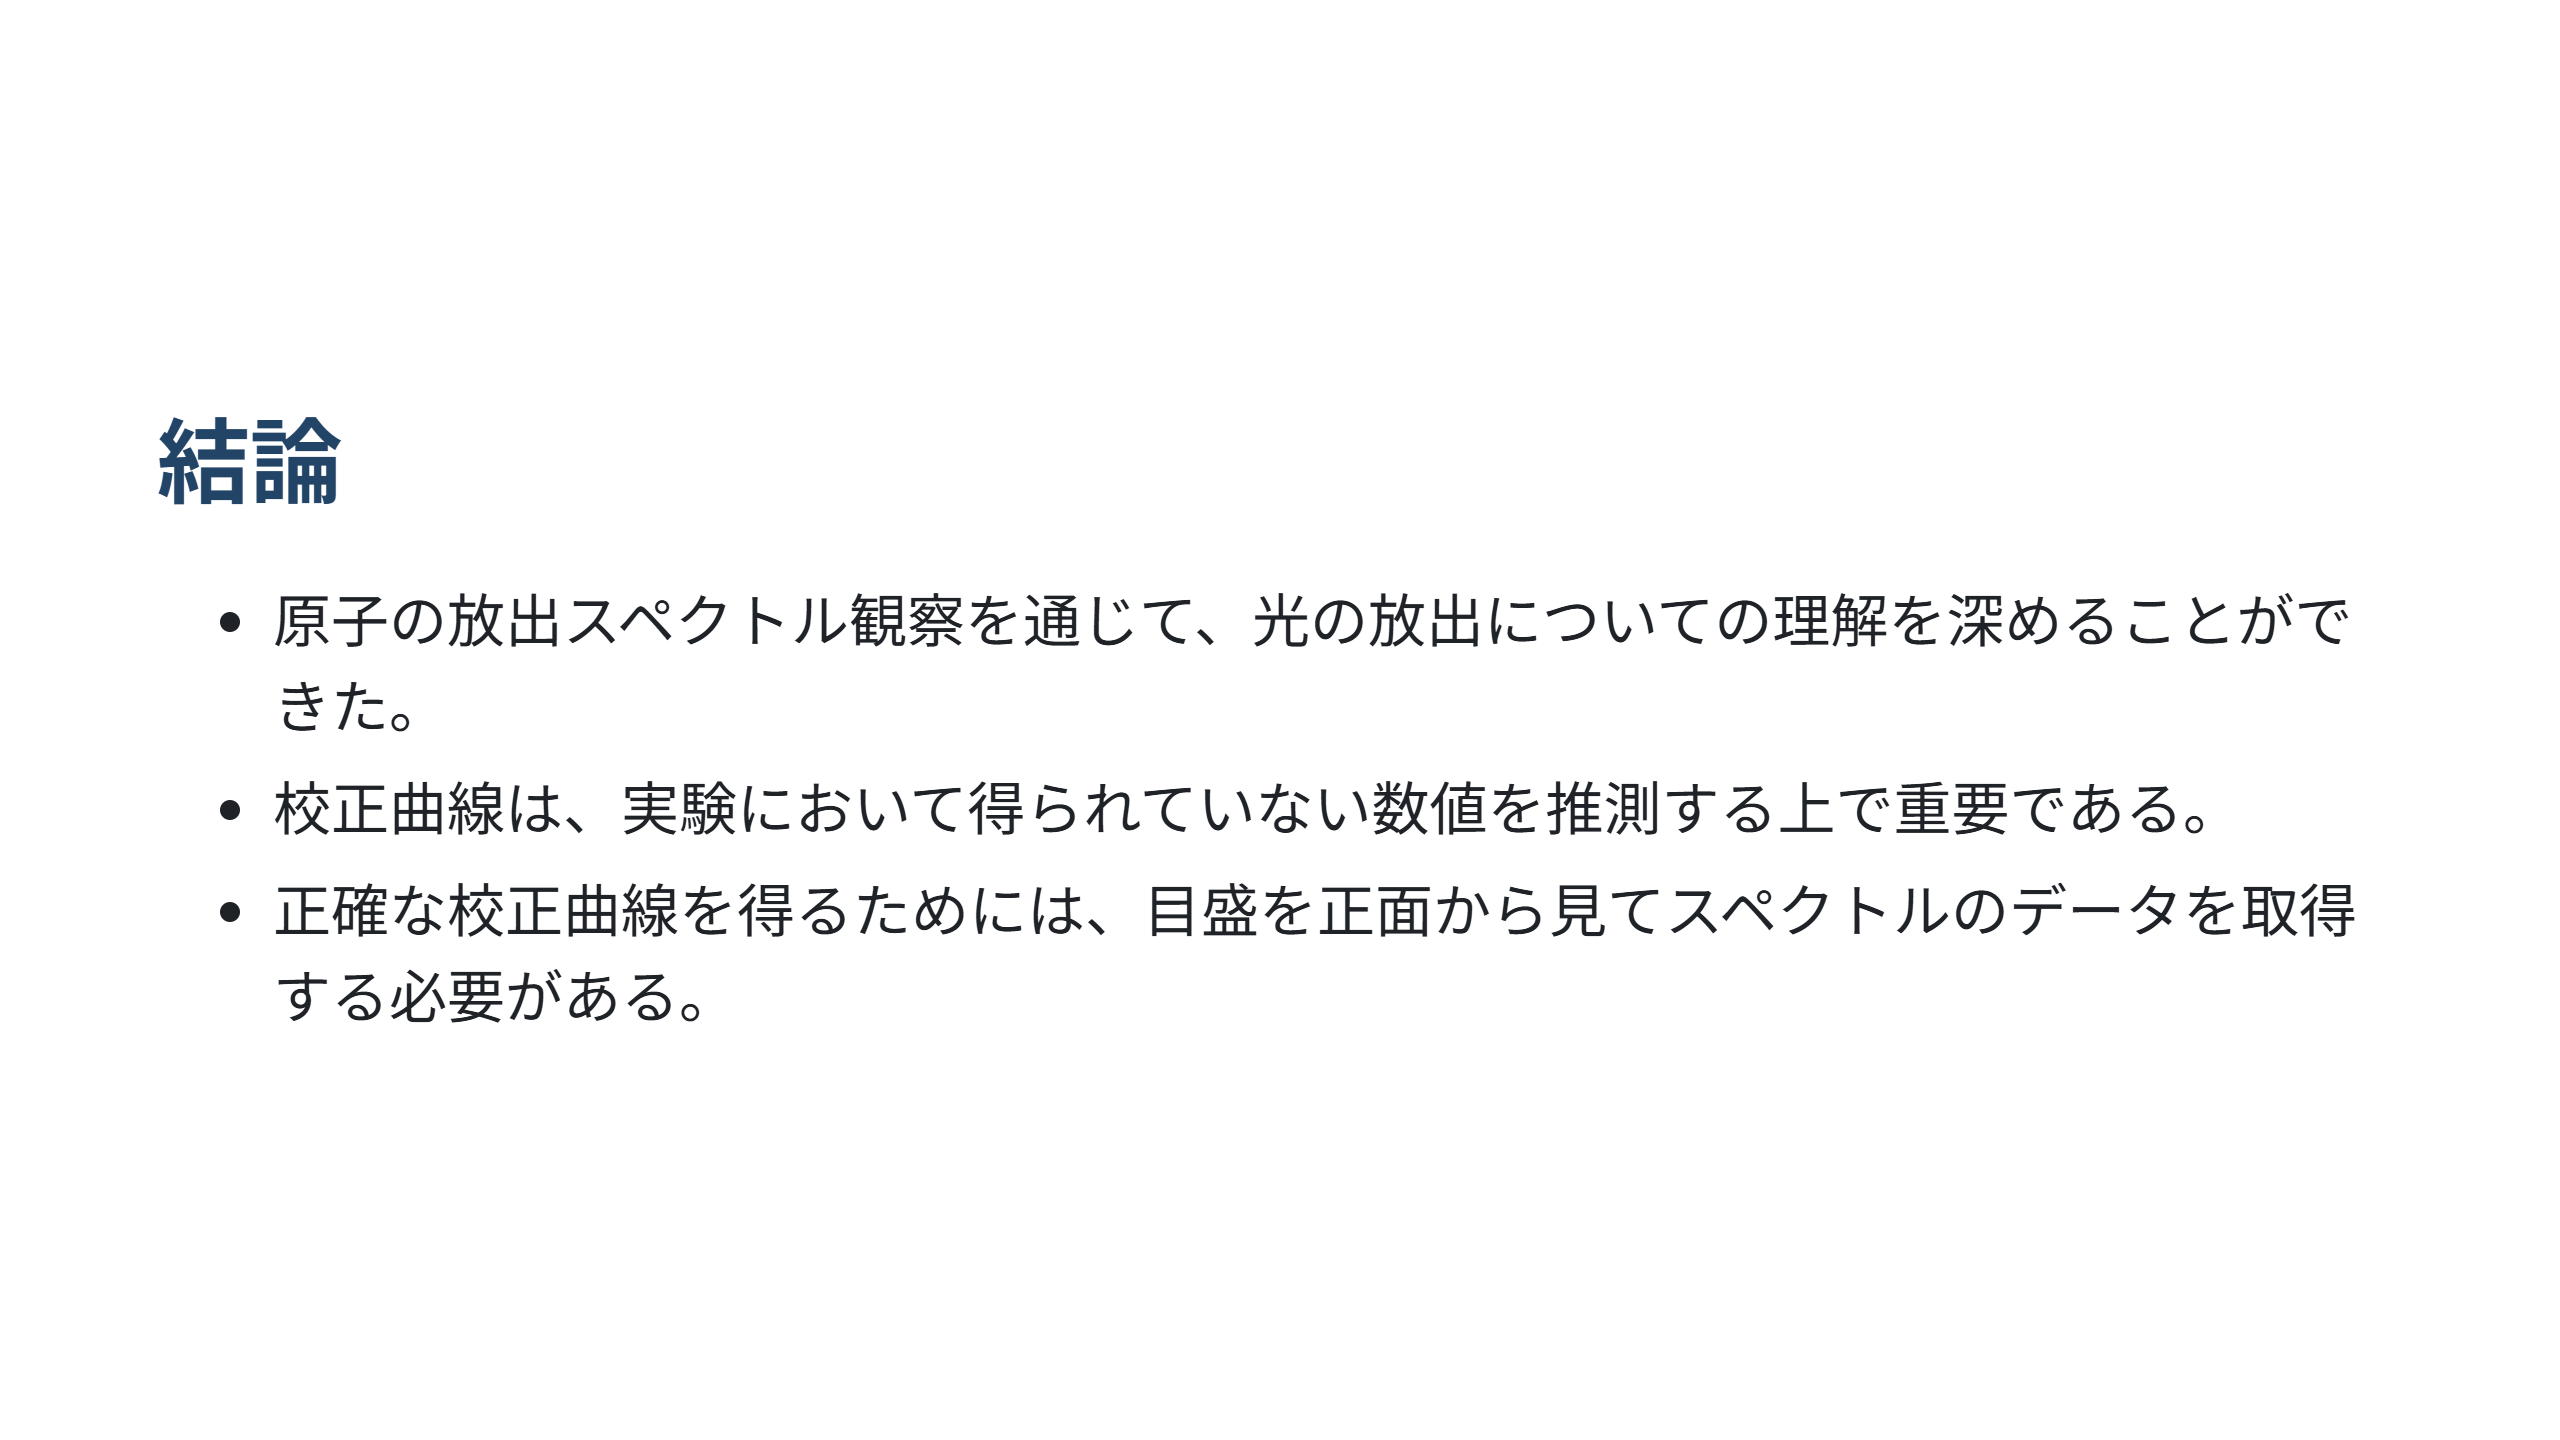 結論
• 原子の放出スペクトル観察を通じて、光の放出についての理解を深めることがで
きた。
• 校正曲線は、実験において得られていない数値を推測する上で重要である。
• 正確な校正曲線を得るためには、目盛を正面から見てスペクトルのデータを取得
する必要がある。